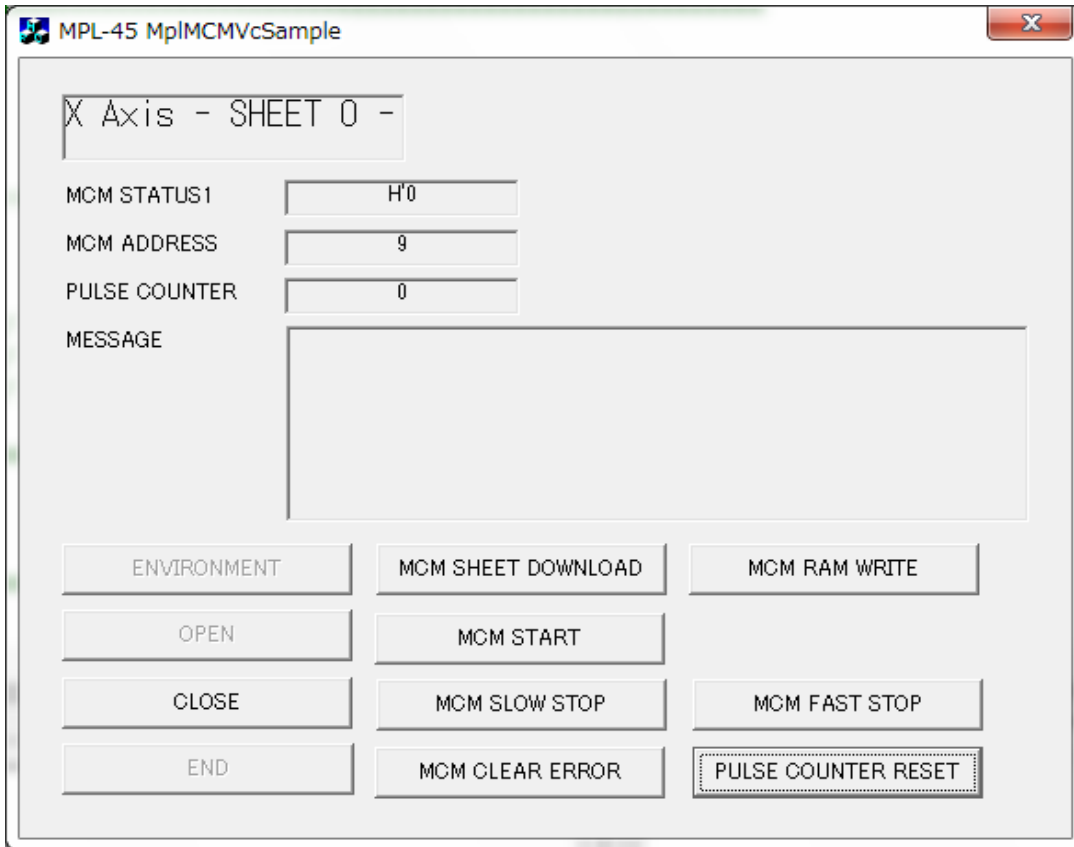 MPL-45 MplMCMVcSample
X Axis - SHEET 0 -
MCM STATUS1 H'0
MCM ADDRESS 9
PULSE COUNTER 0
MESSAGE
ENVIRONMENT MCM SHEET DOWNLOAD MCM RAM WRITE
OPEN MCM START
CLOSE MCM SLOW STOP MCM FAST STOP
END MCM CLEAR ERROR PULSE COUNTER RESET